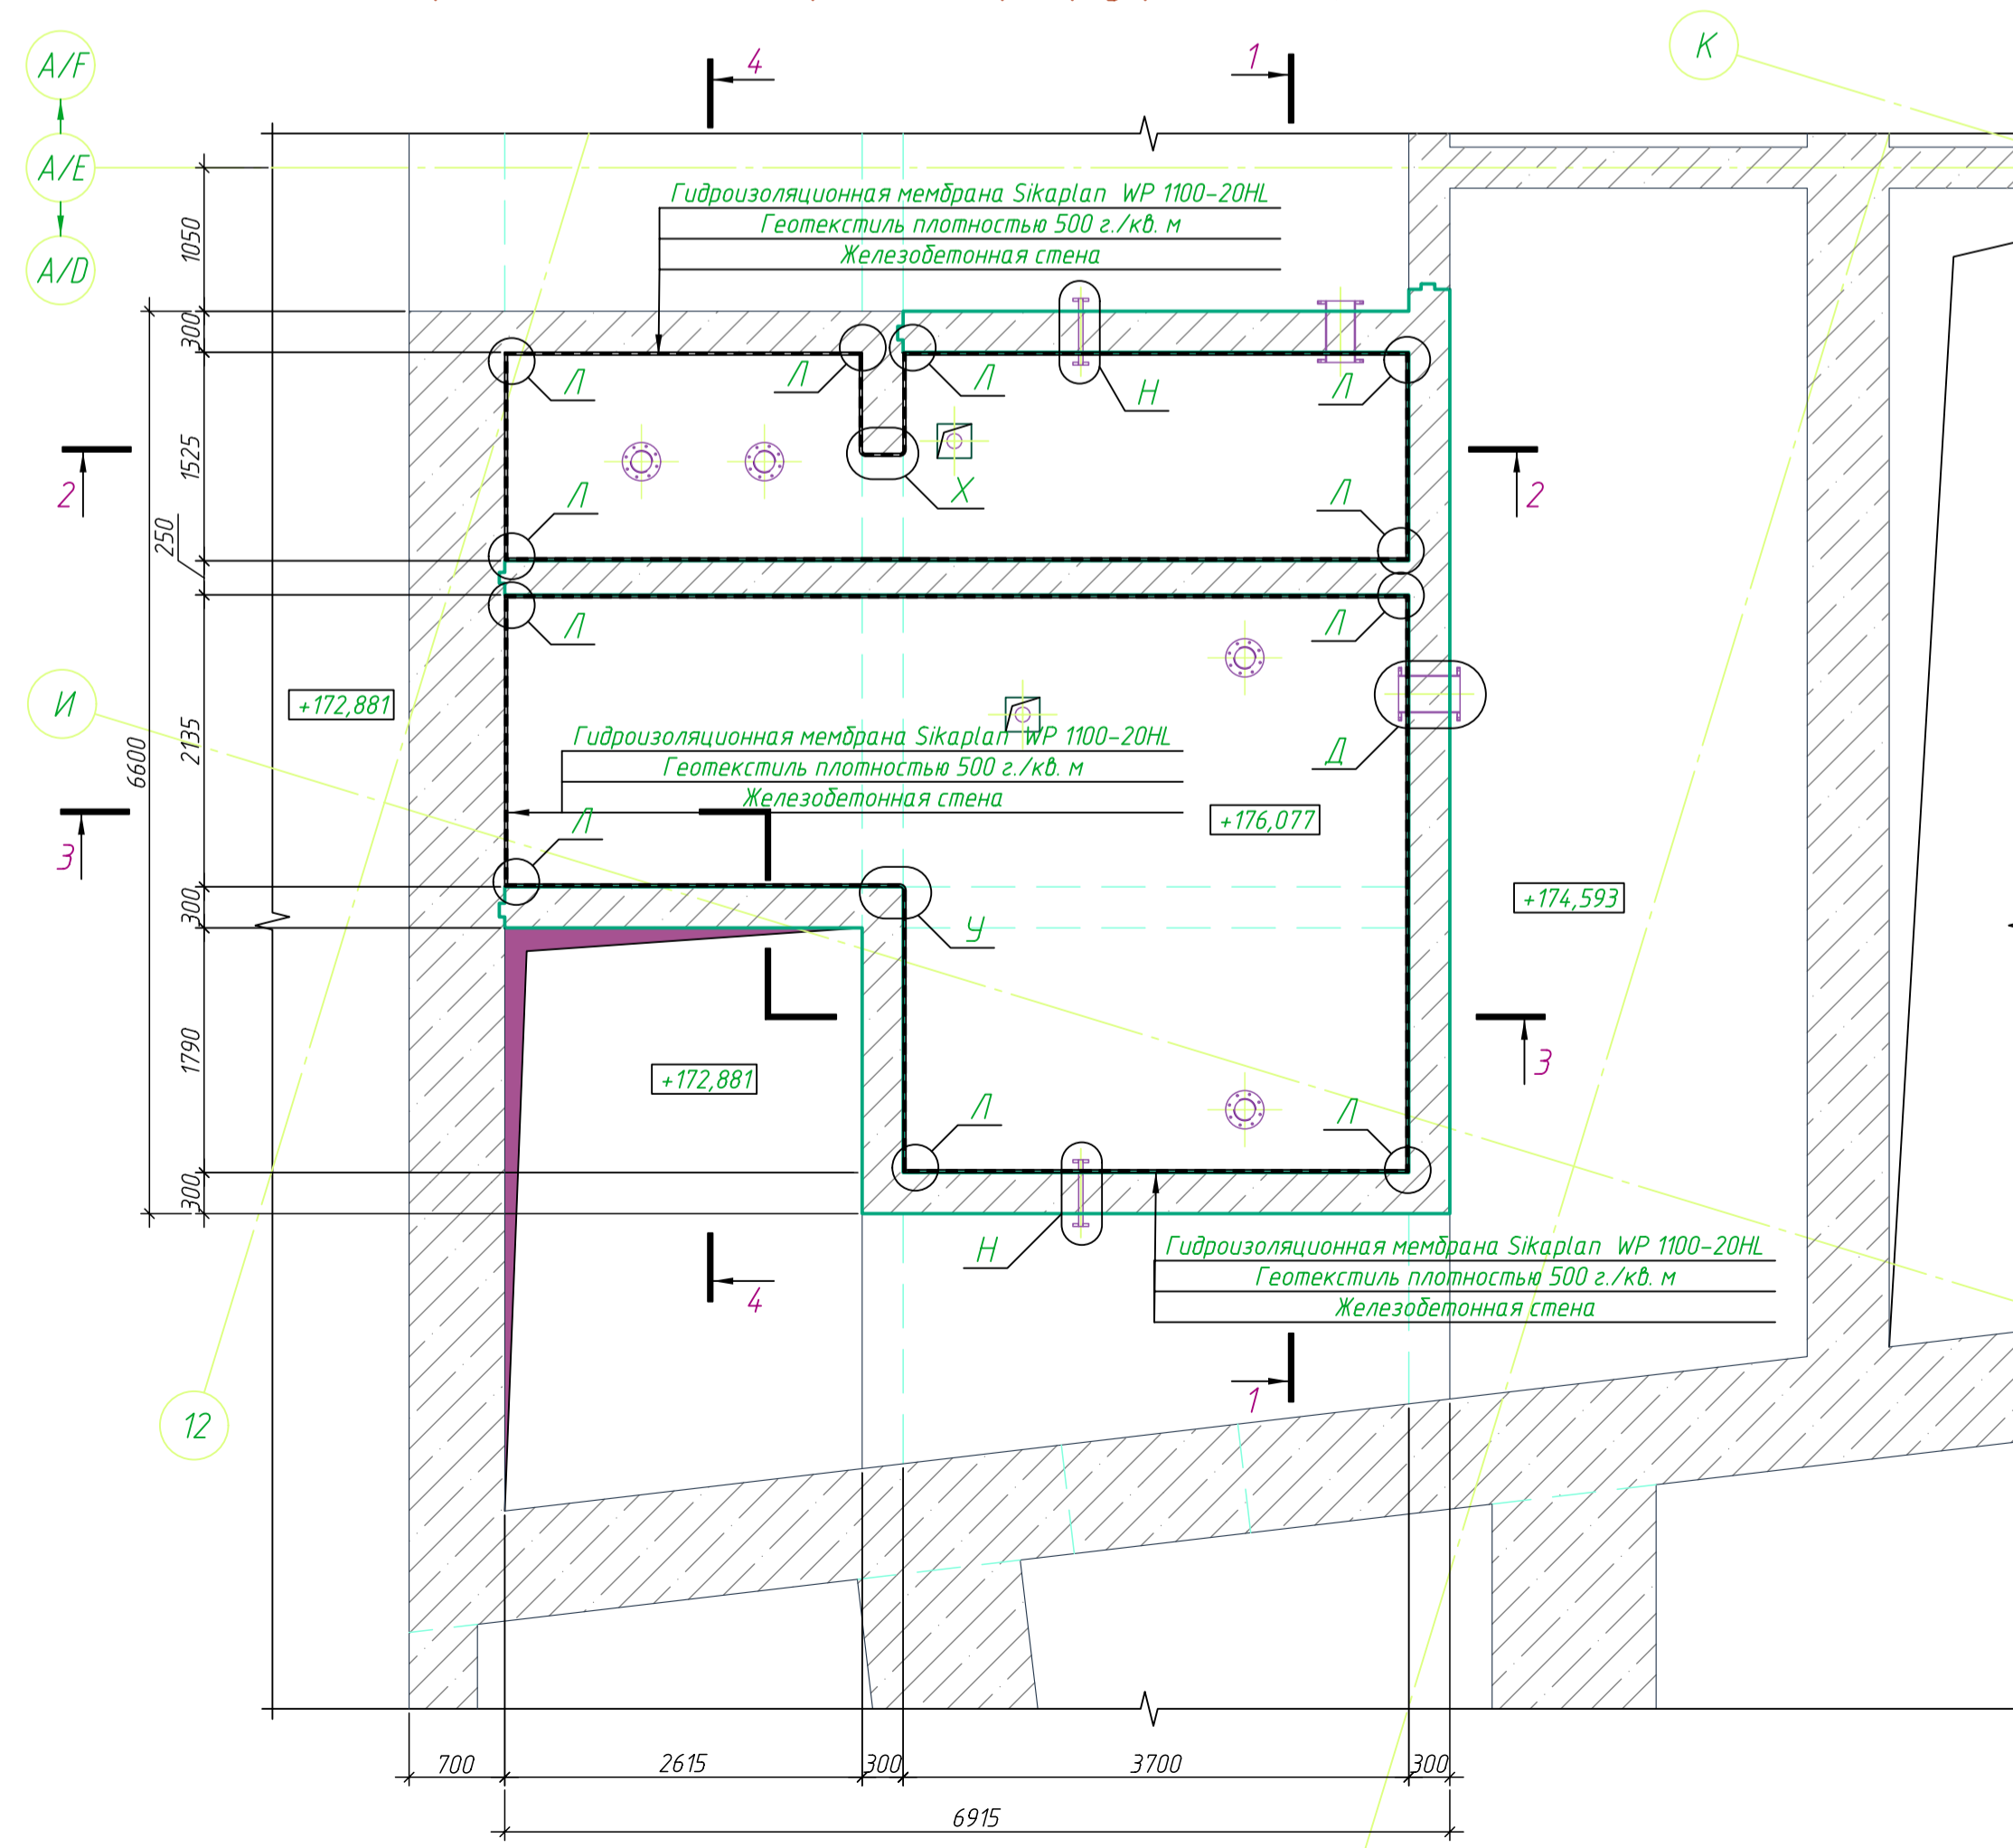 A/F
A/E
A/D
К
4
1
Гидроизоляционная мембрана Sikaplan WP 1100-20HL
Геотекстиль плотностью 500 г./кв. м
Железобетонная стена
1050
300
1525
250
2135
6600
300
1790
300
Л
Л
Л
Н
Л
2
Л
Х
Л
2
Л
Л
И
+172,881
Гидроизоляционная мембрана Sikaplan WP 1100-20HL
Геотекстиль плотностью 500 г./кв. м
Железобетонная стена
Д
+176,077
3
Л
+174,593
У
+172,881
3
Л
Л
Н
Гидроизоляционная мембрана Sikaplan WP 1100-20HL
Геотекстиль плотностью 500 г./кв. м
Железобетонная стена
4
1
12
700
2615
300
3700
300
6915